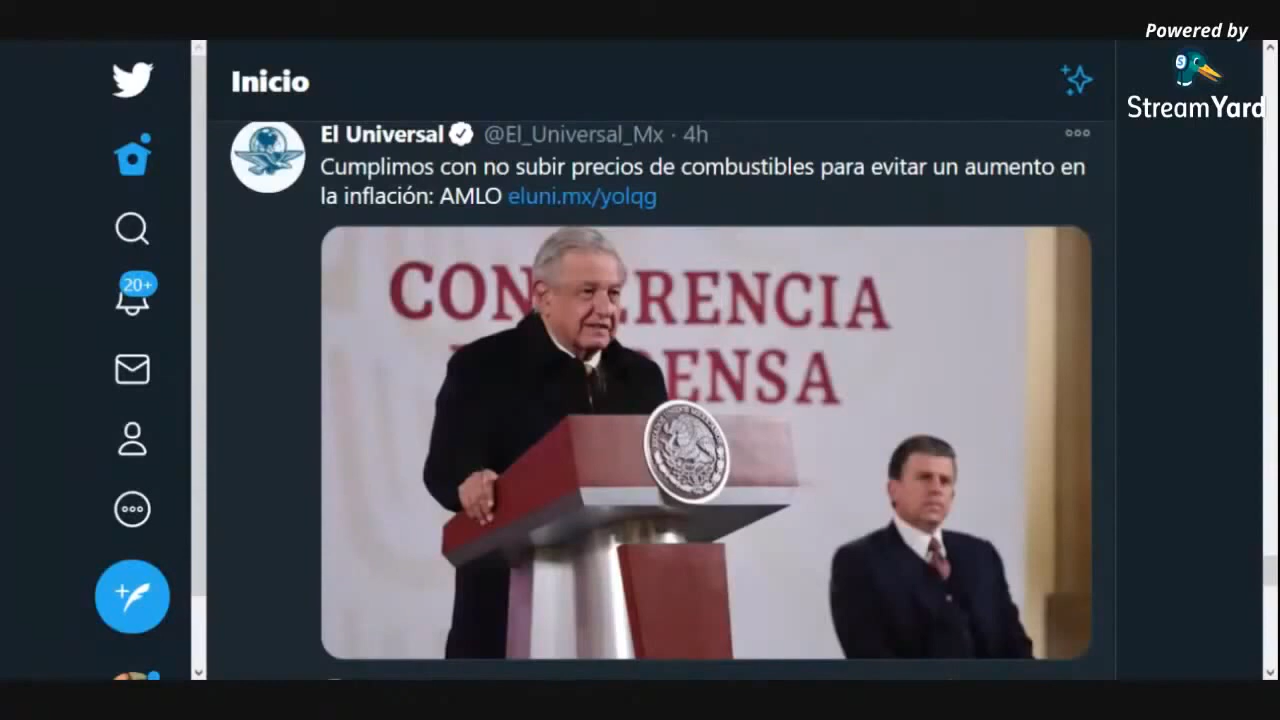 Powered by
StreamYard
Inicio
El Universal @El_Universal_Mx · 4h
Cumplimos con no subir precios de combustibles para evitar un aumento en
la inflación: AMLO eluni.mx/yolqg
20+
CON ERENCIA
ENSA